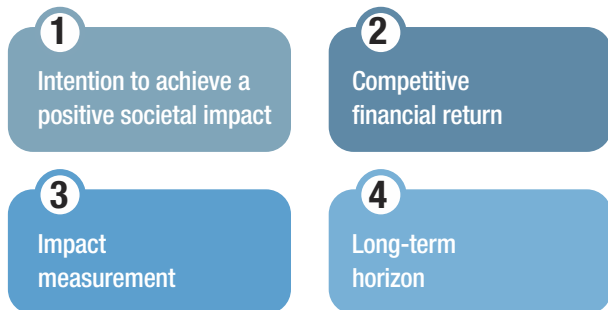 1
Intention to achieve a
positive societal impact
2
Competitive
financial return
3
Impact
measurement
4
Long-term
horizon